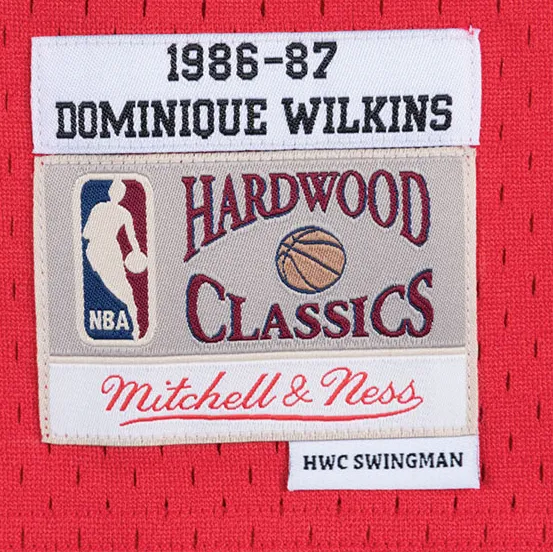 1986-87
DOMINIQUE WILKINS
HARDWOOD
CLASSICS
NBA
Mitchell & Ness
HWC SWINGMAN